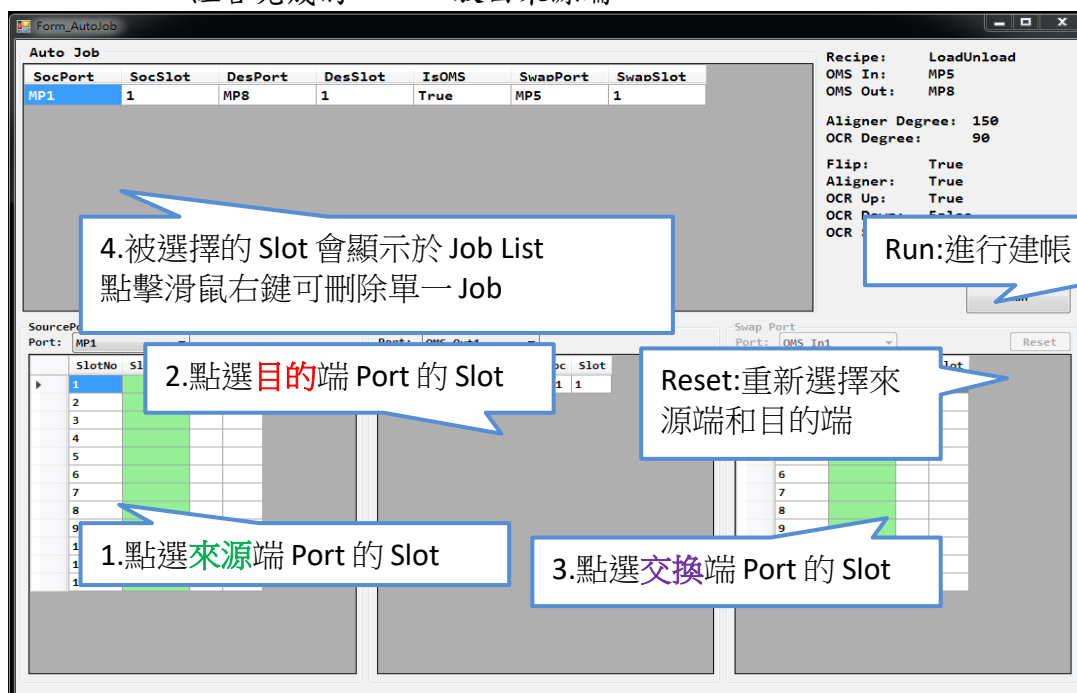 Form_AutoJob
Auto Job
SocPort SocSlot DesPort DesSlot IsOMS SwapPort SwapSlot
MP1 1 MP8 1 True MP5 1
Recipe: LoadUnload
OMS In: MP5
OMS Out: MP8
Aligner Degree: 150
OCR Degree: 90
Flip: True
Aligner: True
OCR Up: True
OCR
4.被選擇的 Slot 會顯示於 Job List
點擊滑鼠右鍵可刪除單一 Job
Run:進行建帳
Port: MP1
SlotNo
1
2
3
4
5
6
7
8
9
2.點選目的端 Port 的 Slot
Slot
1 1
Swap Port
Port: OMS In1 Reset
Reset:重新選擇來
源端和目的端
6
7
8
9
1.點選來源端 Port 的 Slot
3.點選交換端 Port 的 Slot